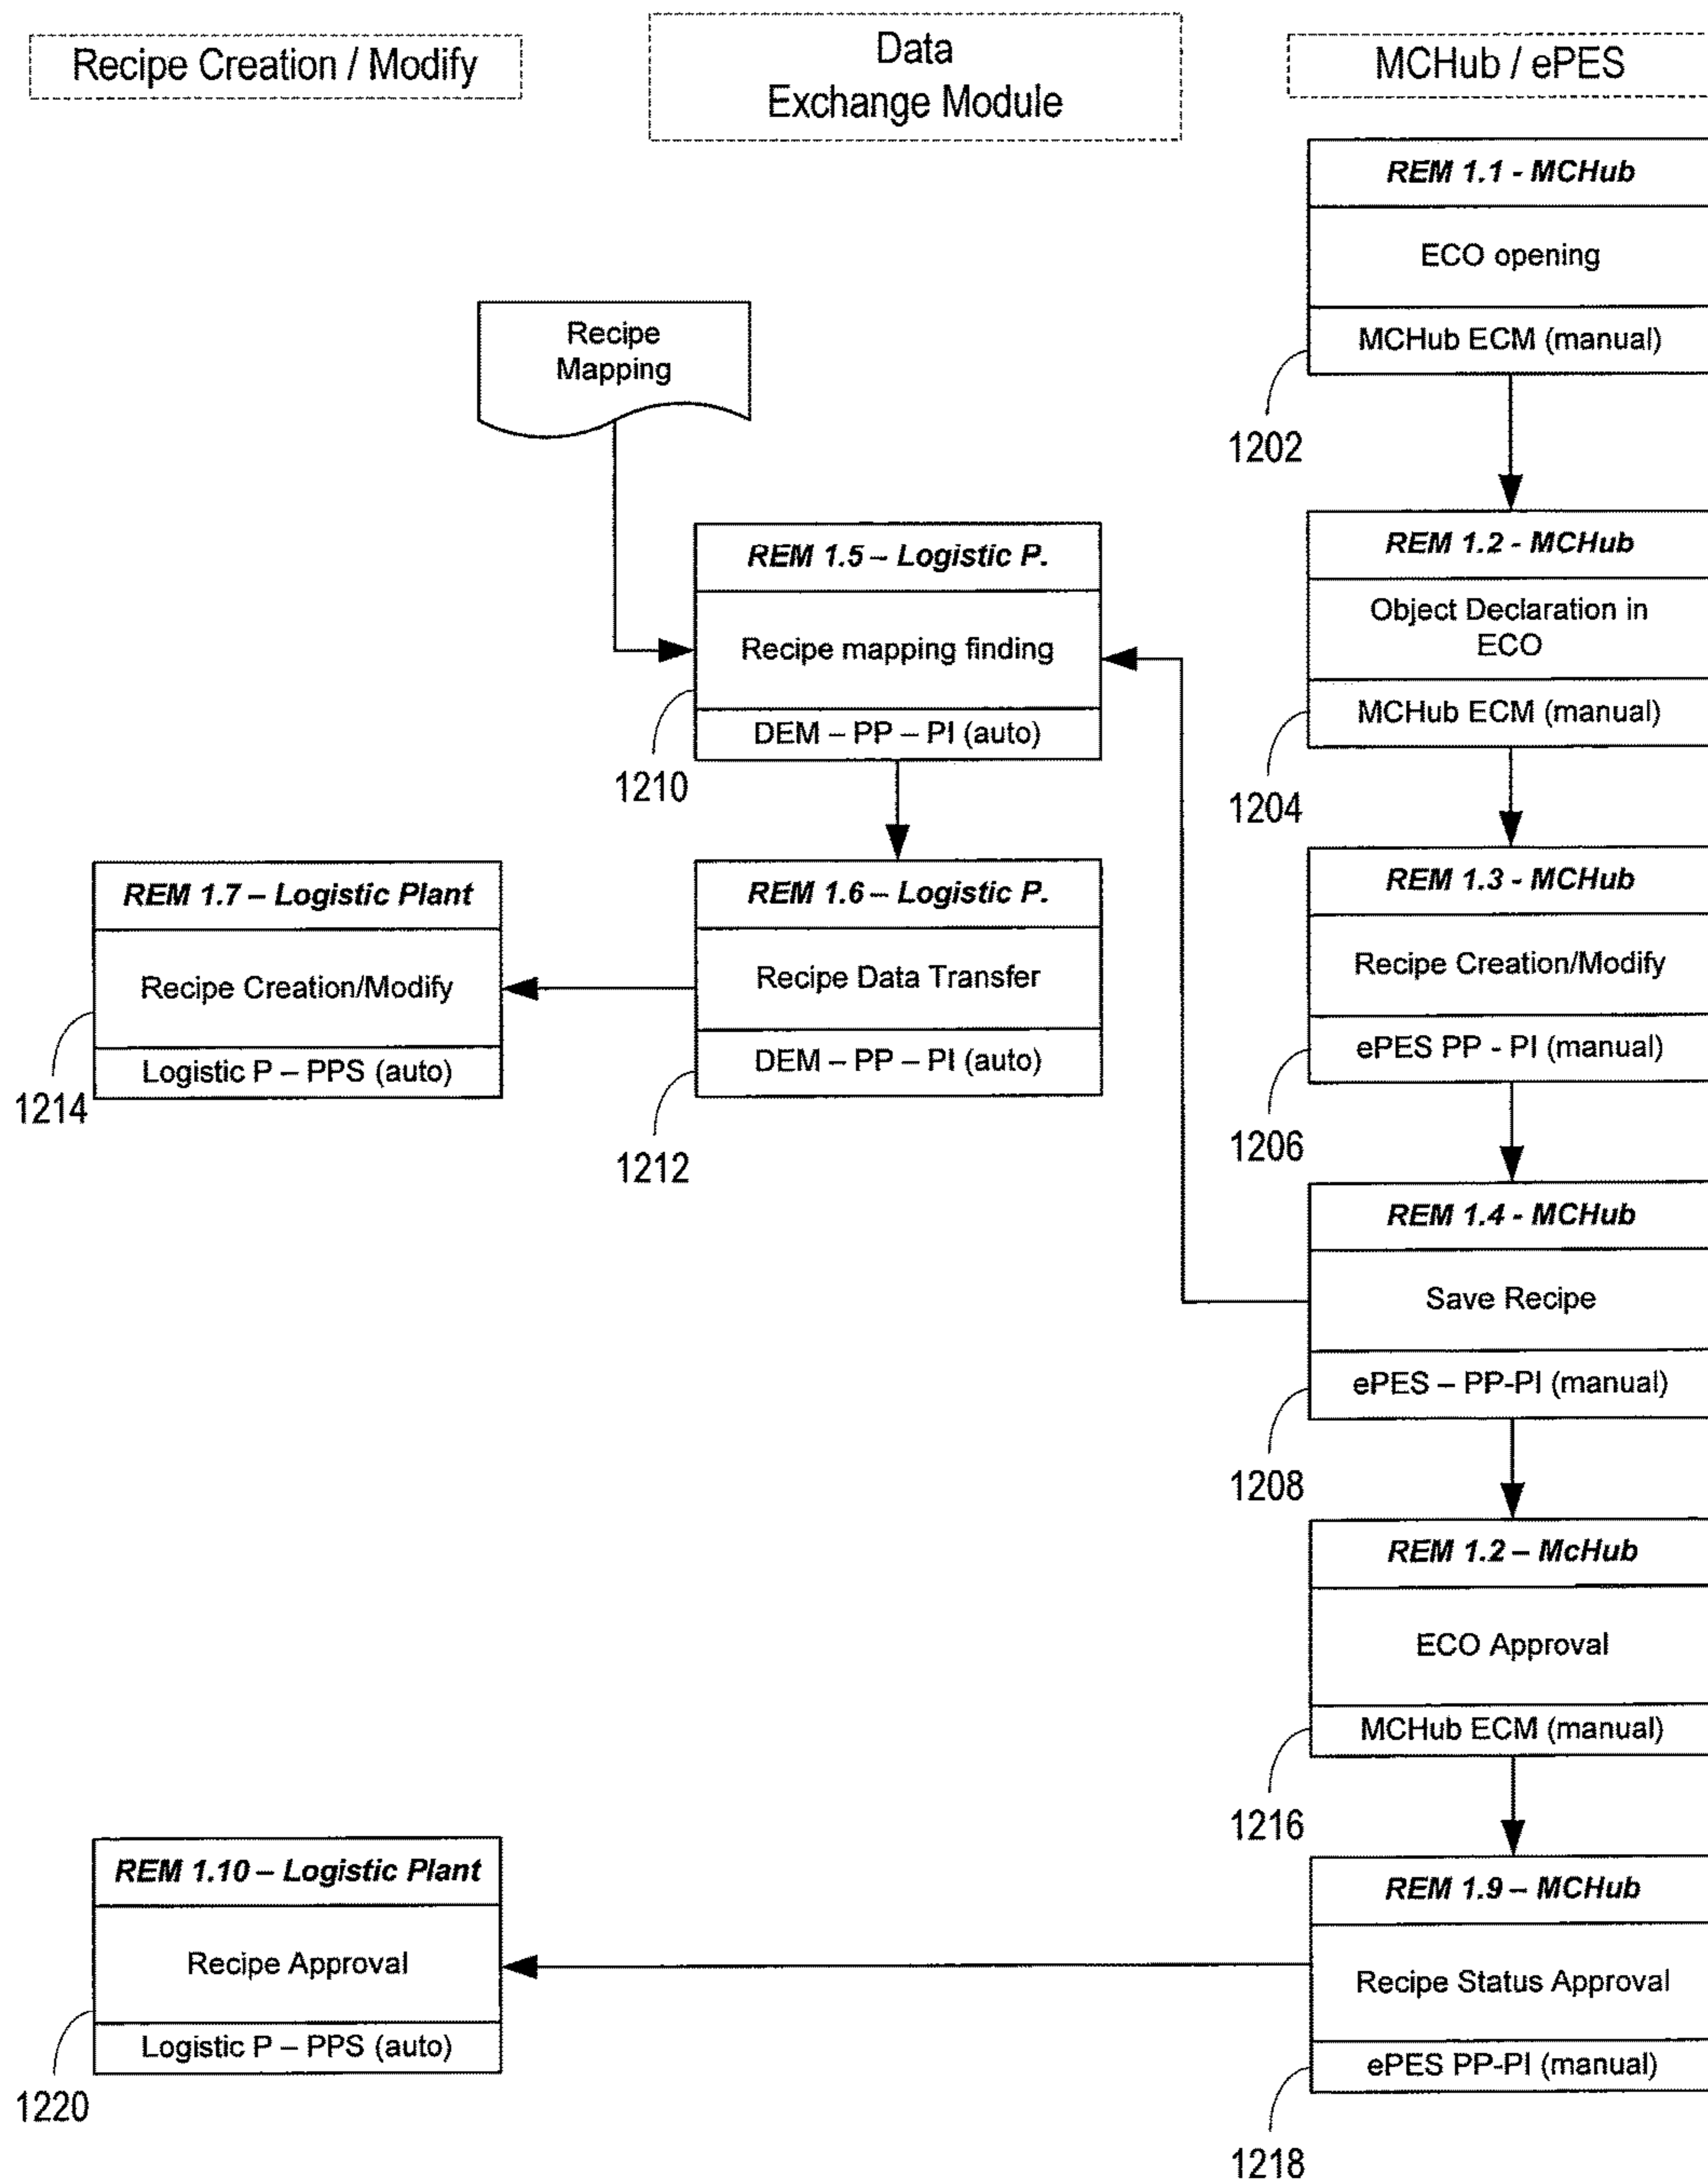 Recipe Creation / Modify
Data
Exchange Module
MCHub / ePES
REM 1.1 - MCHub
ECO opening
MCHub ECM (manual)
1202
Recipe
Mapping
REM 1.2 - MCHub
Object Declaration in
ECO
MCHub ECM (manual)
1204
REM 1.5 – Logistic P.
Recipe mapping finding
DEM – PP – PI (auto)
1210
REM 1.3 - MCHub
Recipe Creation/Modify
ePES PP - PI (manual)
1206
REM 1.6 – Logistic P.
Recipe Data Transfer
DEM – PP – PI (auto)
1212
REM 1.7 – Logistic Plant
Recipe Creation/Modify
Logistic P – PPS (auto)
1214
REM 1.4 - MCHub
Save Recipe
ePES – PP-PI (manual)
1208
REM 1.2 – McHub
ECO Approval
MCHub ECM (manual)
1216
REM 1.9 – MCHub
Recipe Status Approval
ePES PP-PI (manual)
1218
REM 1.10 – Logistic Plant
Recipe Approval
Logistic P – PPS (auto)
1220